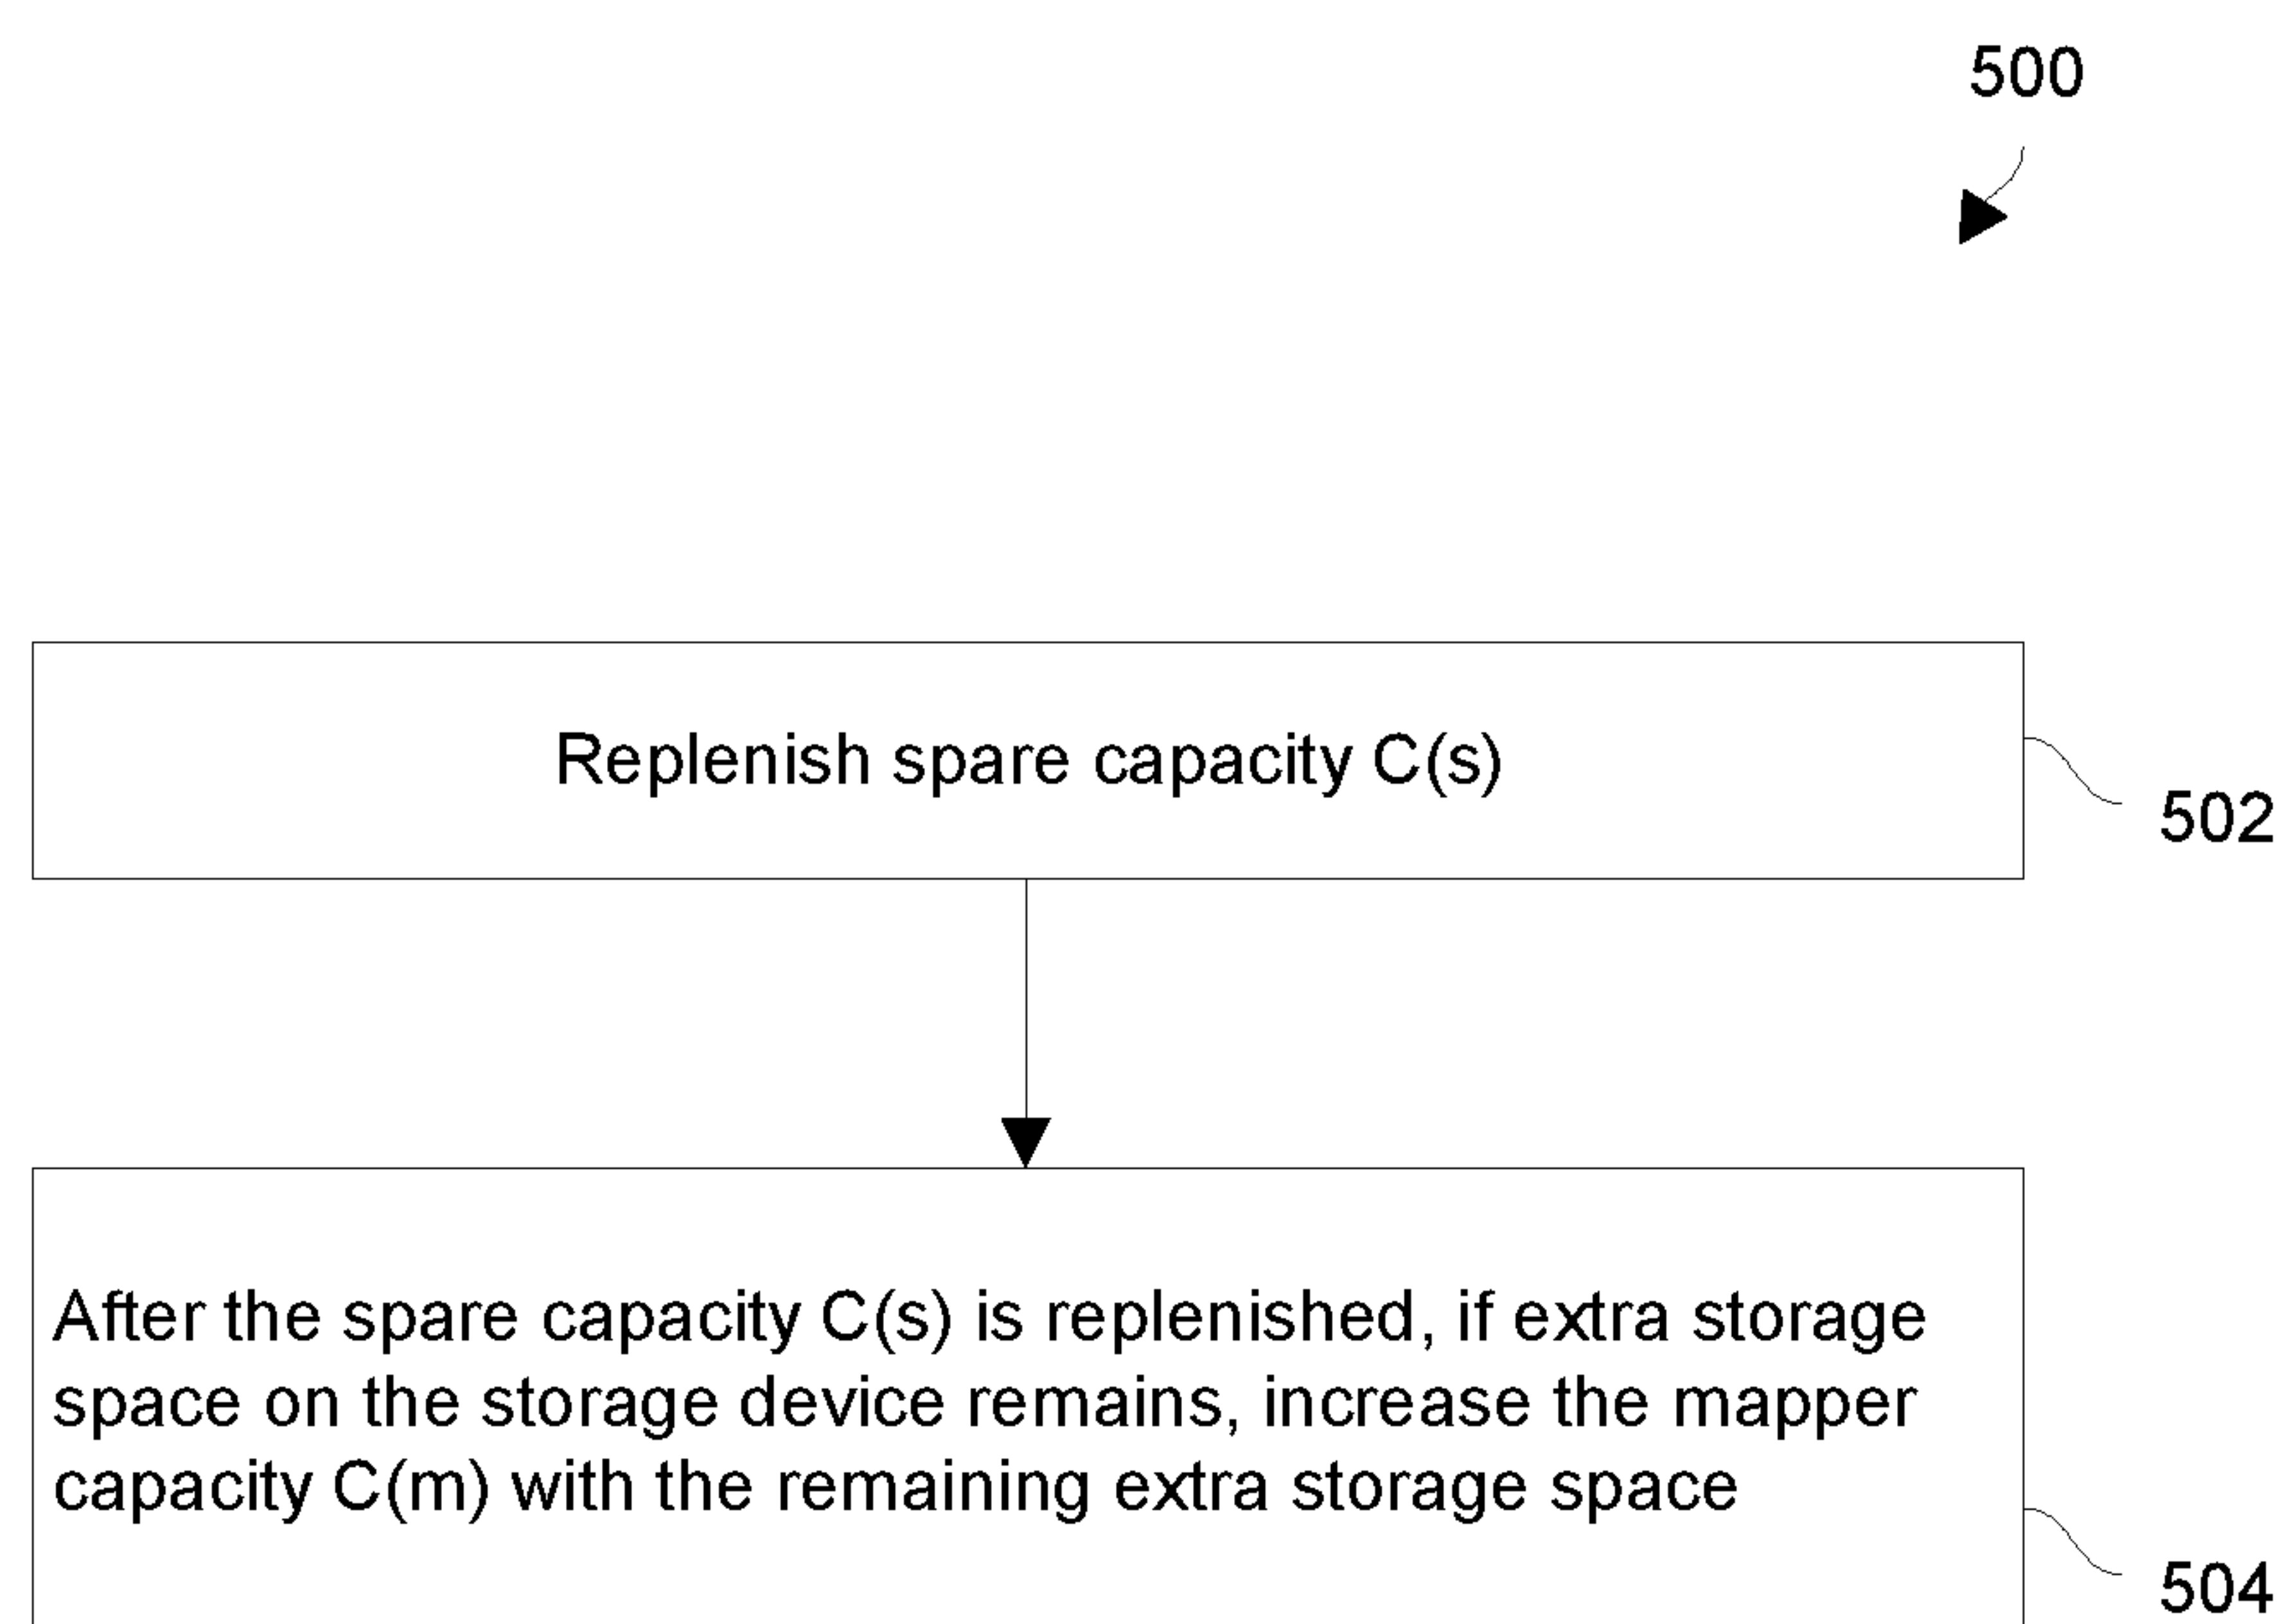 500
Replenish spare capacity C(s)
502
After the spare capacity C(s) is replenished, if extra storage
space on the storage device remains, increase the mapper
capacity C(m) with the remaining extra storage space
504